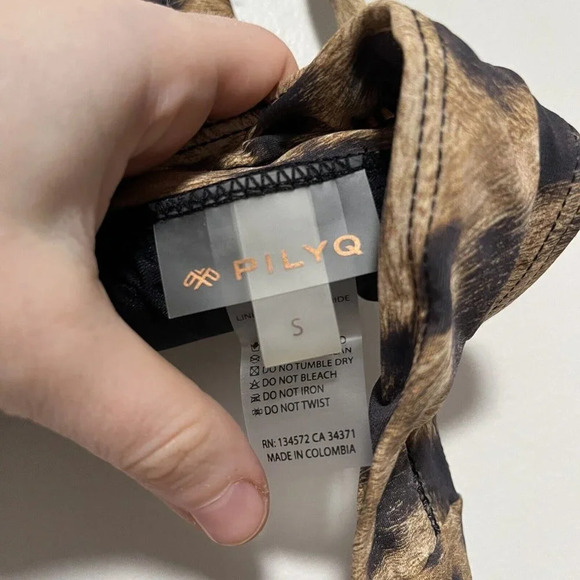 PILYQ
S
DO NOT TUMBLE DRY
DO NOT BLEACH
DO NOT IRON
DO NOT TWIST
RN: 134572 CA 34371
MADE IN COLOMBIA